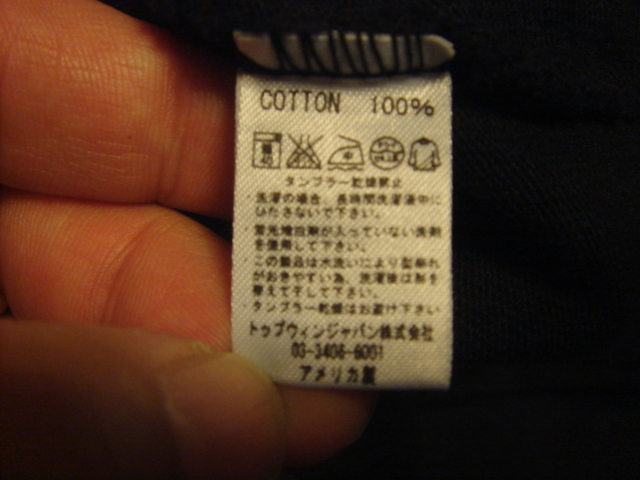 COTTON 100%
タンブラー乾燥禁止
・洗濯の場合、長時間洗濯液中に
ひたさないで下さい。
・蛍光増白剤が入っていない洗剤
を使用して下さい。
・この製品は水洗いにより型崩れ
がおきやすい為、洗濯後は形を
整えて干して下さい。
・タンブラー乾燥はお避け下さい
トップウィンジャパン株式会社
03-3406-6001
アメリカ製